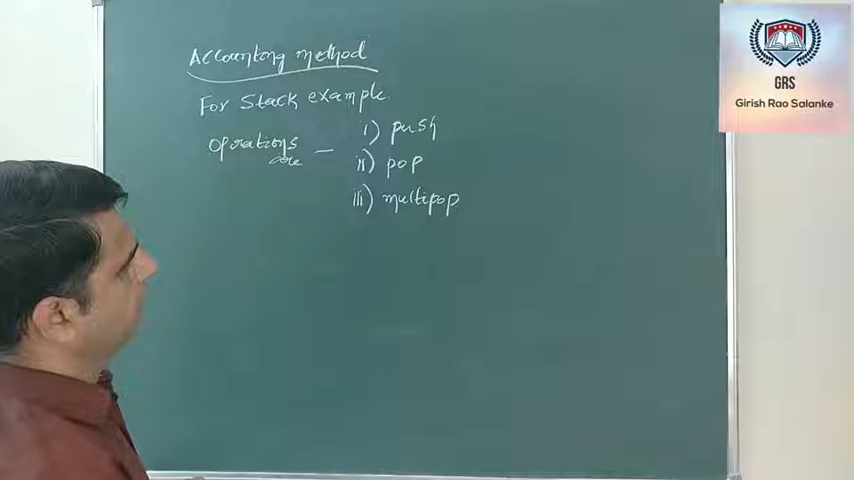 Accounting method
For Stack example
Operations are - i) push
ii) pop
iii) multipop
GRS
Girish Rao Salanke